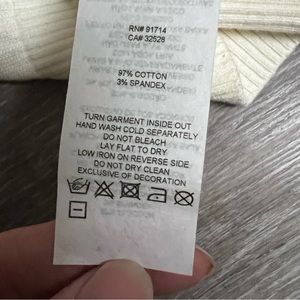 RN# 91714
CA# 32528
97% COTTON
3% SPANDEX
TURN GARMENT INSIDE OUT
HAND WASH COLD SEPARATELY
DO NOT BLEACH
LAY FLAT TO DRY
LOW IRON ON REVERSE SIDE
DO NOT DRY CLEAN
EXCLUSIVE OF DECORATION